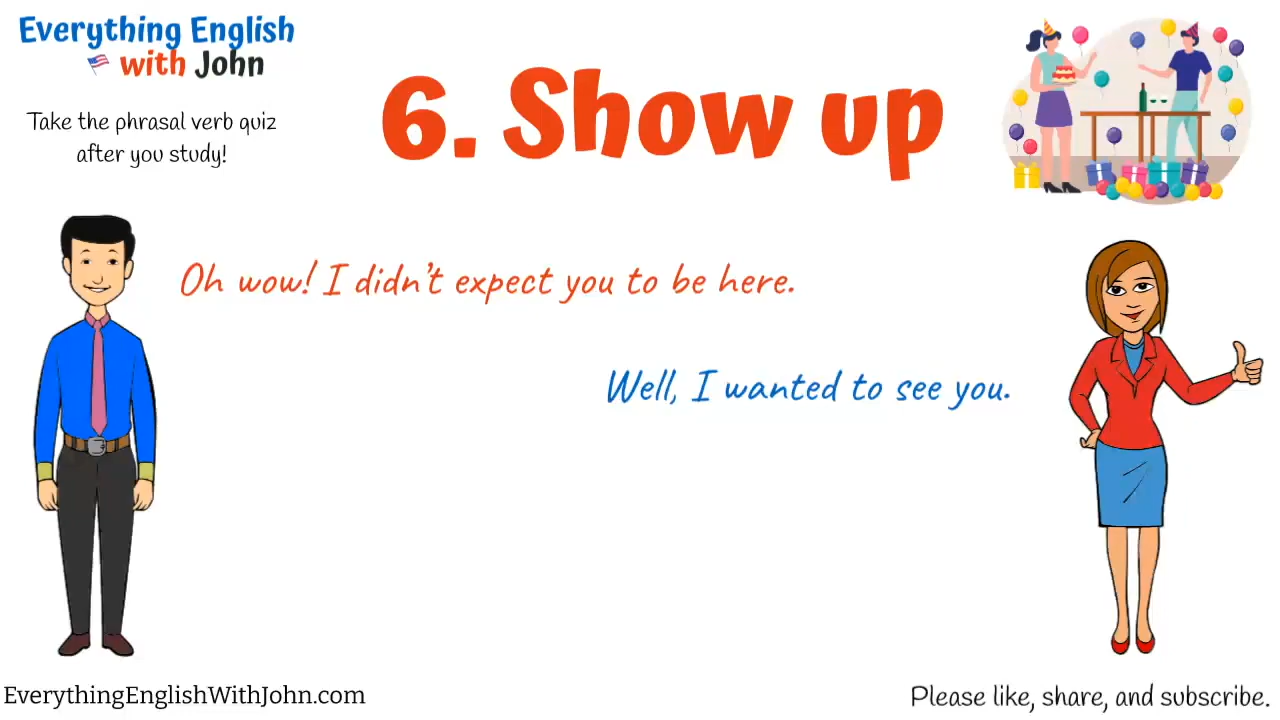 Everything English
with John
Take the phrasal verb quiz
after you study!
6. Show up
Oh wow! I didn't expect you to be here.
Well, I wanted to see you.
EverythingEnglishWithJohn.com
Please like, share, and subscribe.